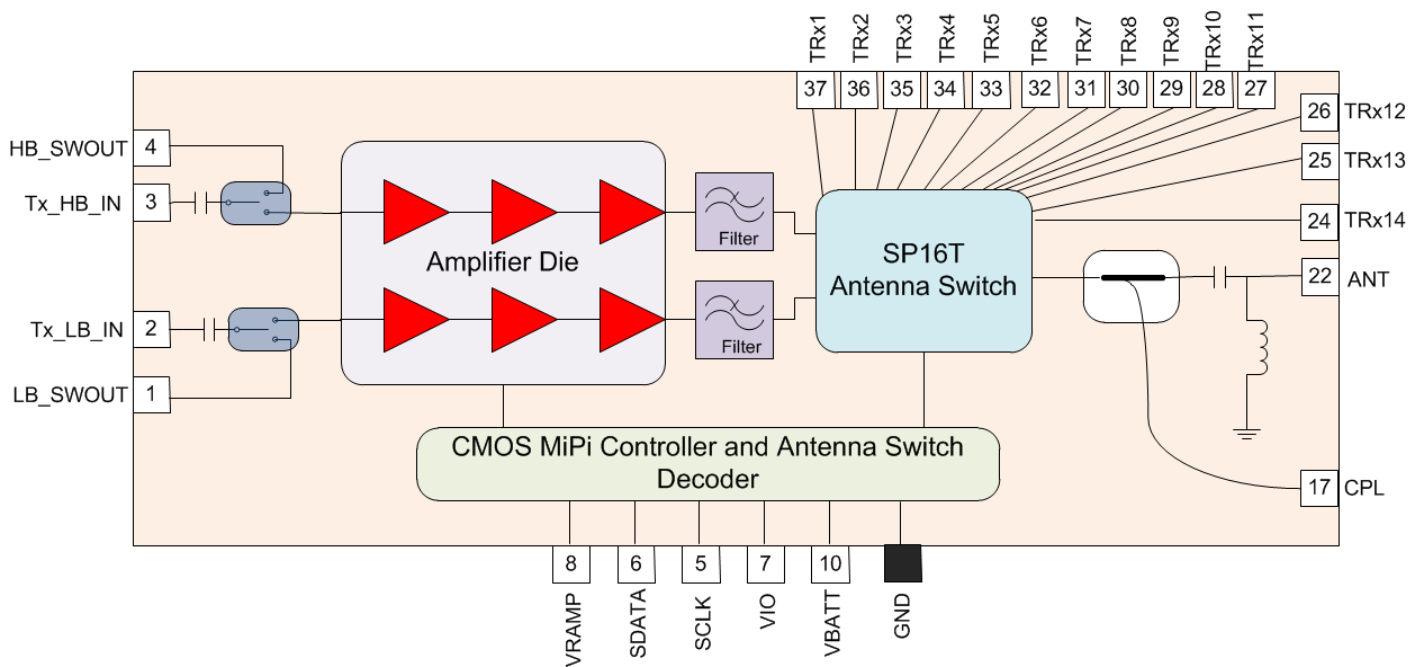 TRx1
TRx2
TRx3
TRx4
TRx5
TRx6
TRx7
TRx8
TRx9
TRx10
TRx11
37
36
35
34
33
32
31
30
29
28
27
26 TRx12
25 TRx13
24 TRx14
22 ANT
17 CPL
HB_SWOUT 4
Tx_HB_IN 3
Tx_LB_IN 2
LB_SWOUT 1
Amplifier Die
Filter
Filter
SP16T
Antenna Switch
CMOS MiPi Controller and Antenna Switch
Decoder
8
6
5
7
10
VRAMP
SDATA
SCLK
VIO
VBATT
GND